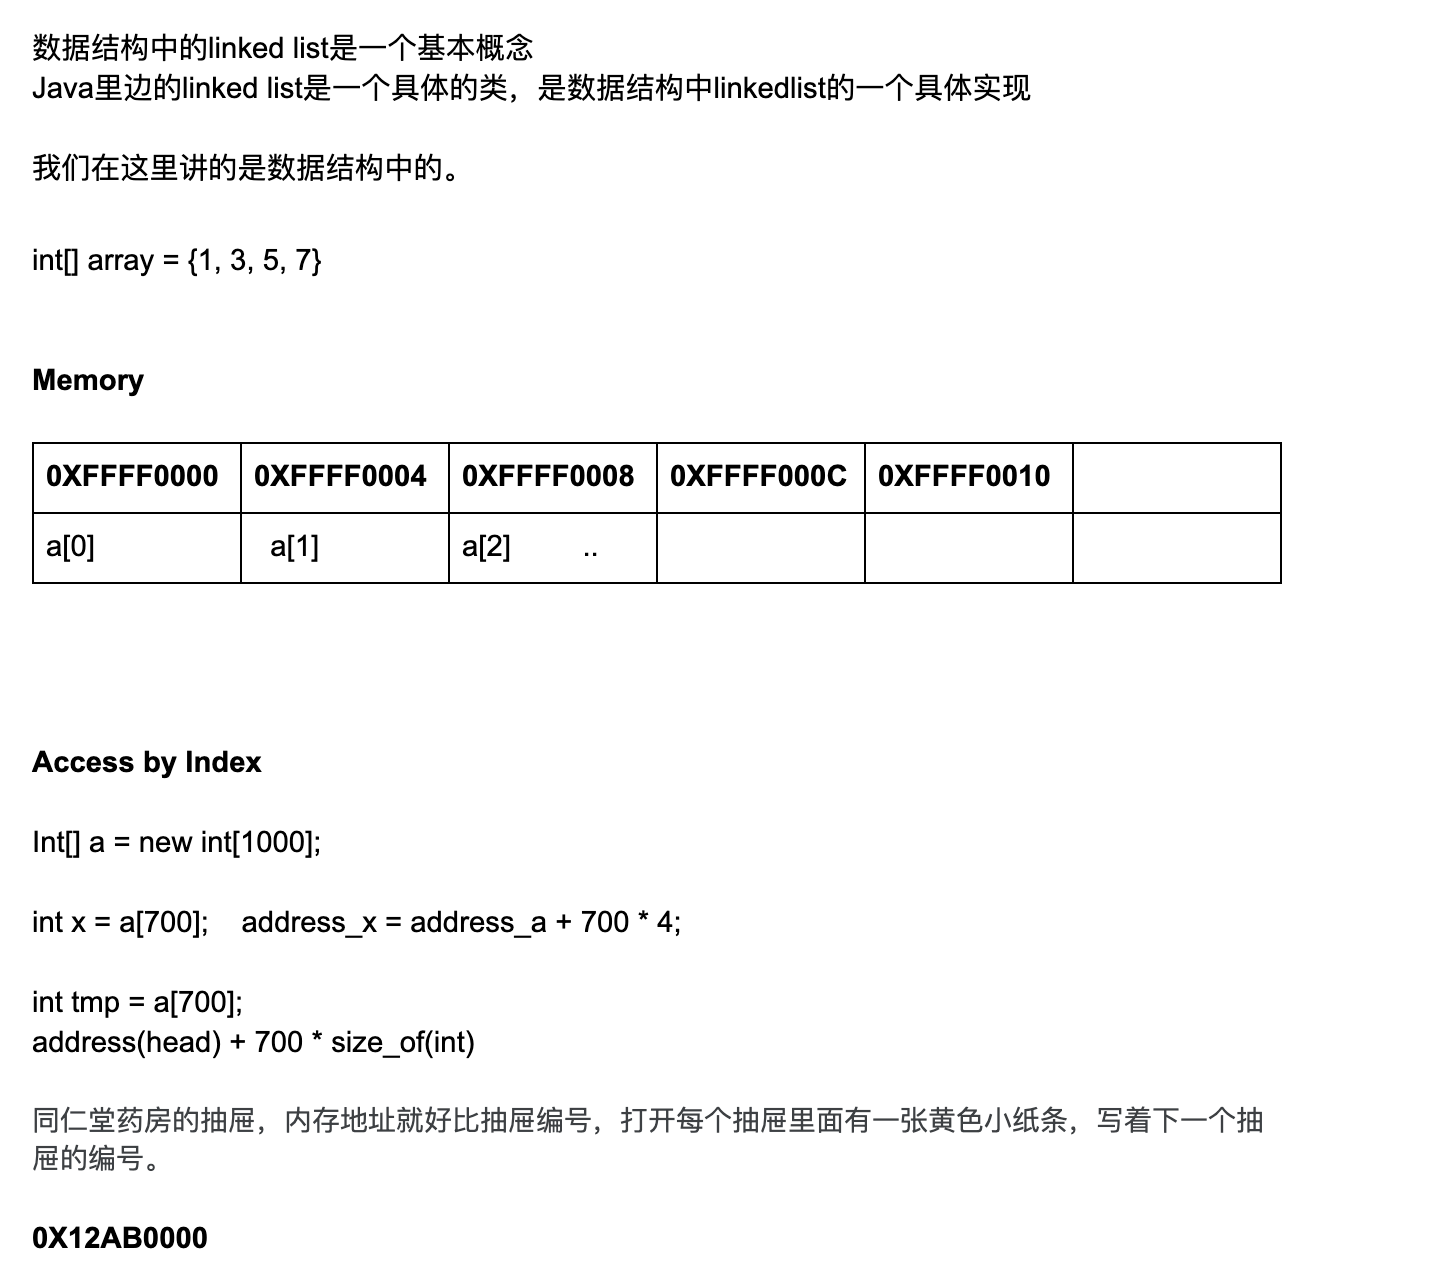 数据结构中的linked list是一个基本概念
Java里边的linked list是一个具体的类，是数据结构中linkedlist的一个具体实现
我们在这里讲的是数据结构中的。
int[] array = {1, 3, 5, 7}
Memory
0XFFFF0000 0XFFFF0004 0XFFFF0008 0XFFFF000C 0XFFFF0010
a[0] a[1] a[2] ..
Access by Index
Int[] a = new int[1000];
int x = a[700]; address_x = address_a + 700 * 4;
int tmp = a[700];
address(head) + 700 * size_of(int)
同仁堂药房的抽屉，内存地址就好比抽屉编号，打开每个抽屉里面有一张黄色小纸条，写着下一个抽
屉的编号。
0X12AB0000